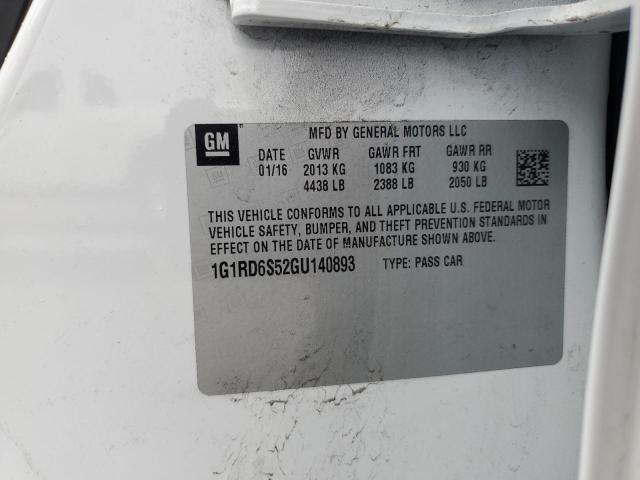 GM
MFD BY GENERAL MOTORS LLC
DATE GVWR GAWR FRT GAWR RR
01/16 2013 KG 1083 KG 930 KG
4438 LB 2388 LB 2050 LB
THIS VEHICLE CONFORMS TO ALL APPLICABLE U.S. FEDERAL MOTOR
VEHICLE SAFETY, BUMPER, AND THEFT PREVENTION STANDARDS IN
EFFECT ON THE DATE OF MANUFACTURE SHOWN ABOVE.
1G1RD6S52GU140893 TYPE: PASS CAR